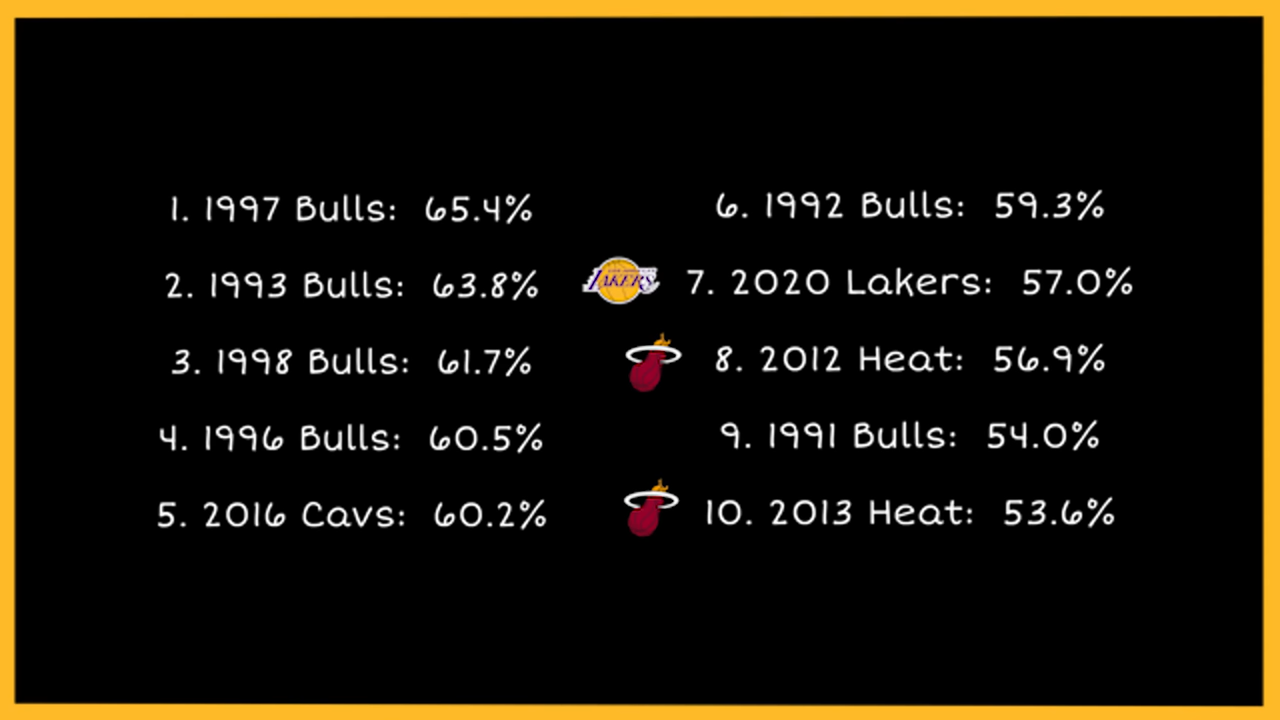 1. 1997 Bulls: 65.4%
2. 1993 Bulls: 63.8%
3. 1998 Bulls: 61.7%
4. 1996 Bulls: 60.5%
5. 2016 Cavs: 60.2%
6. 1992 Bulls: 59.3%
LAKERS 7. 2020 Lakers: 57.0%
8. 2012 Heat: 56.9%
9. 1991 Bulls: 54.0%
10. 2013 Heat: 53.6%